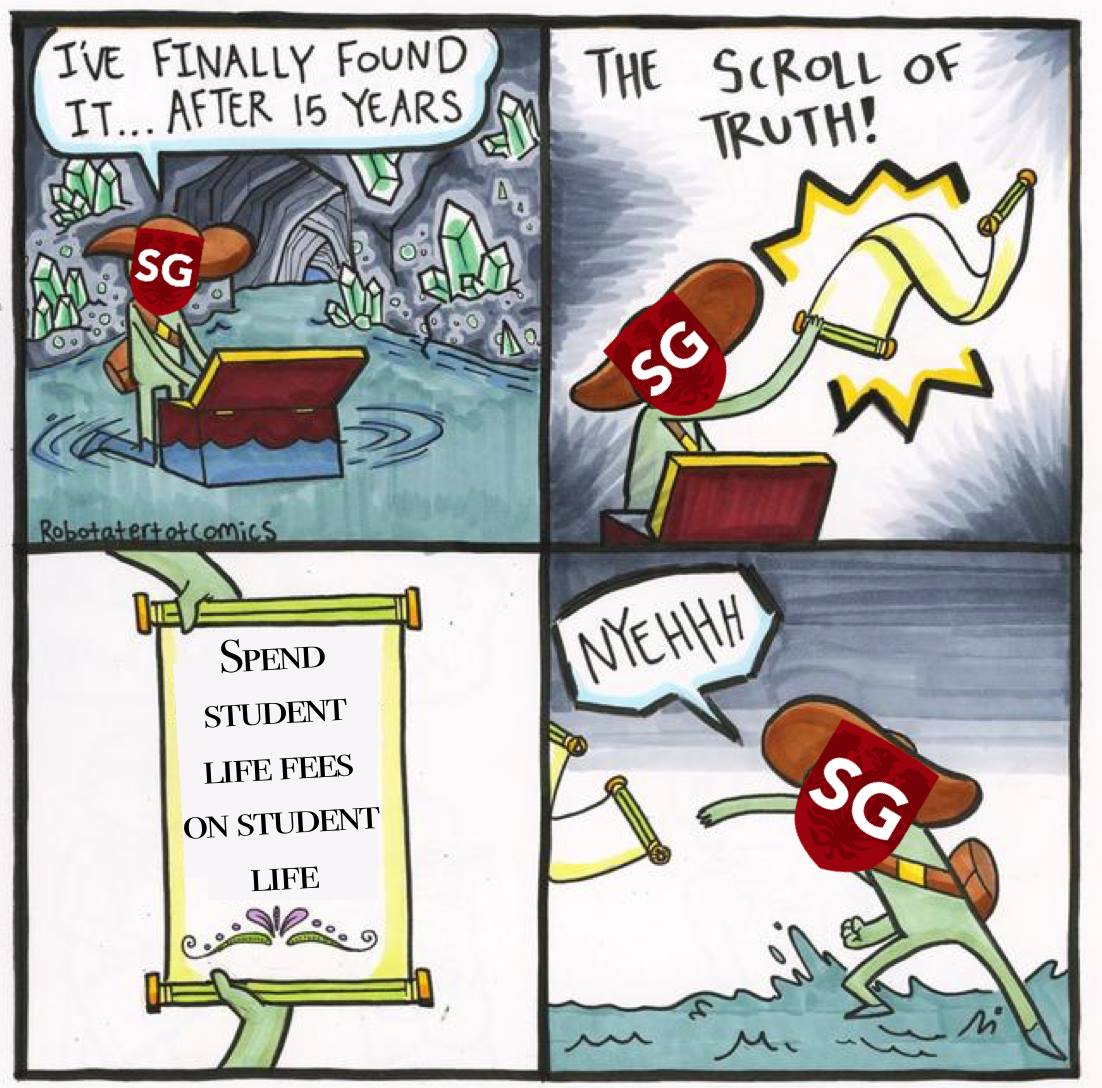 I'VE FINALLY FOUND
IT... AFTER 15 YEARS
SG
Robotatertotcomics
THE SCROLL OF
TRUTH!
SG
SPEND
STUDENT
LIFE FEES
ON STUDENT
LIFE
NYEHHH
SG